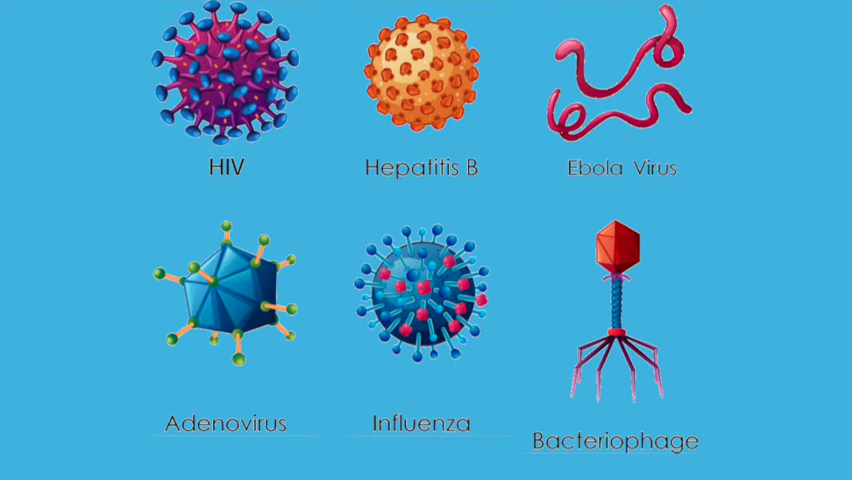 HIV
Hepatitis B
Ebola Virus
Adenovirus
Influenza
Bacteriophage